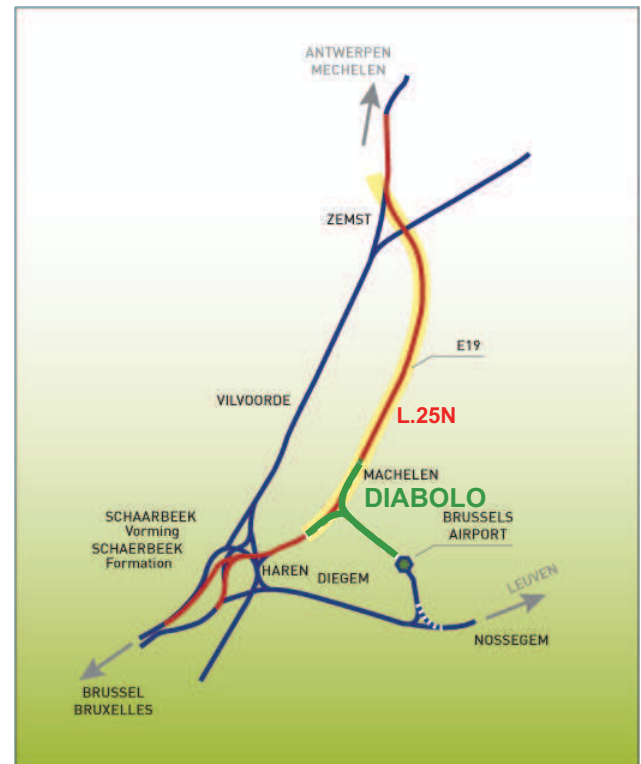 ANTWERPEN
MECHELEN
ZEMST
E19
VILVOORDE
L.25N
MACHELEN
DIABOLO
BRUSSELS
AIRPORT
SCHAARBEEK
Vorming
SCHAERBEEK
Formation
HAREN
DIEGEM
LEUVEN
NOSSEGEM
BRUSSEL
BRUXELLES